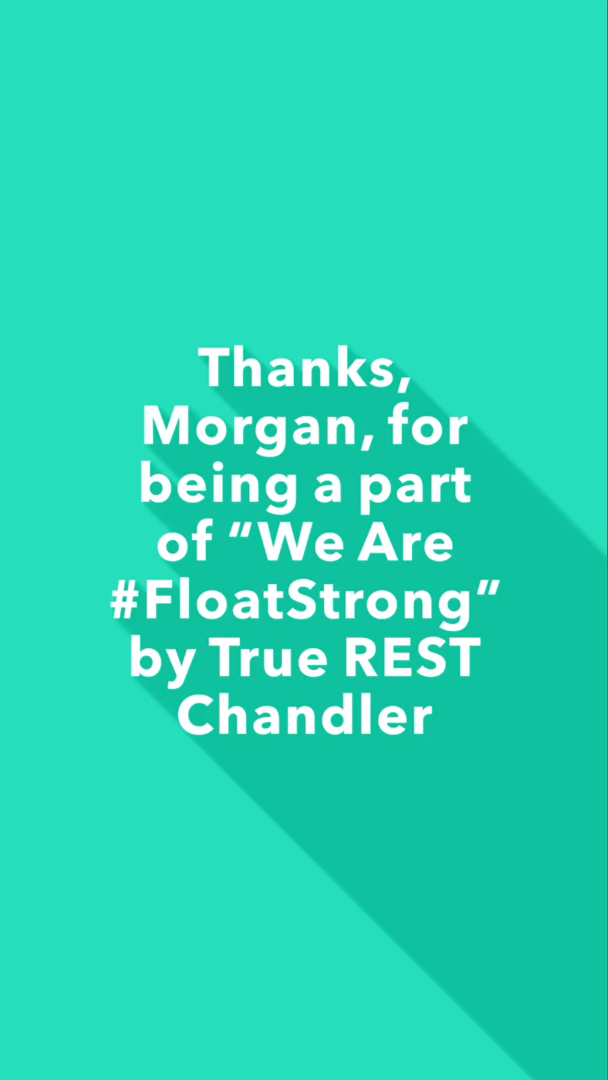 Thanks,
Morgan, for
being a part
of “We Are
#FloatStrong”
by True REST
Chandler